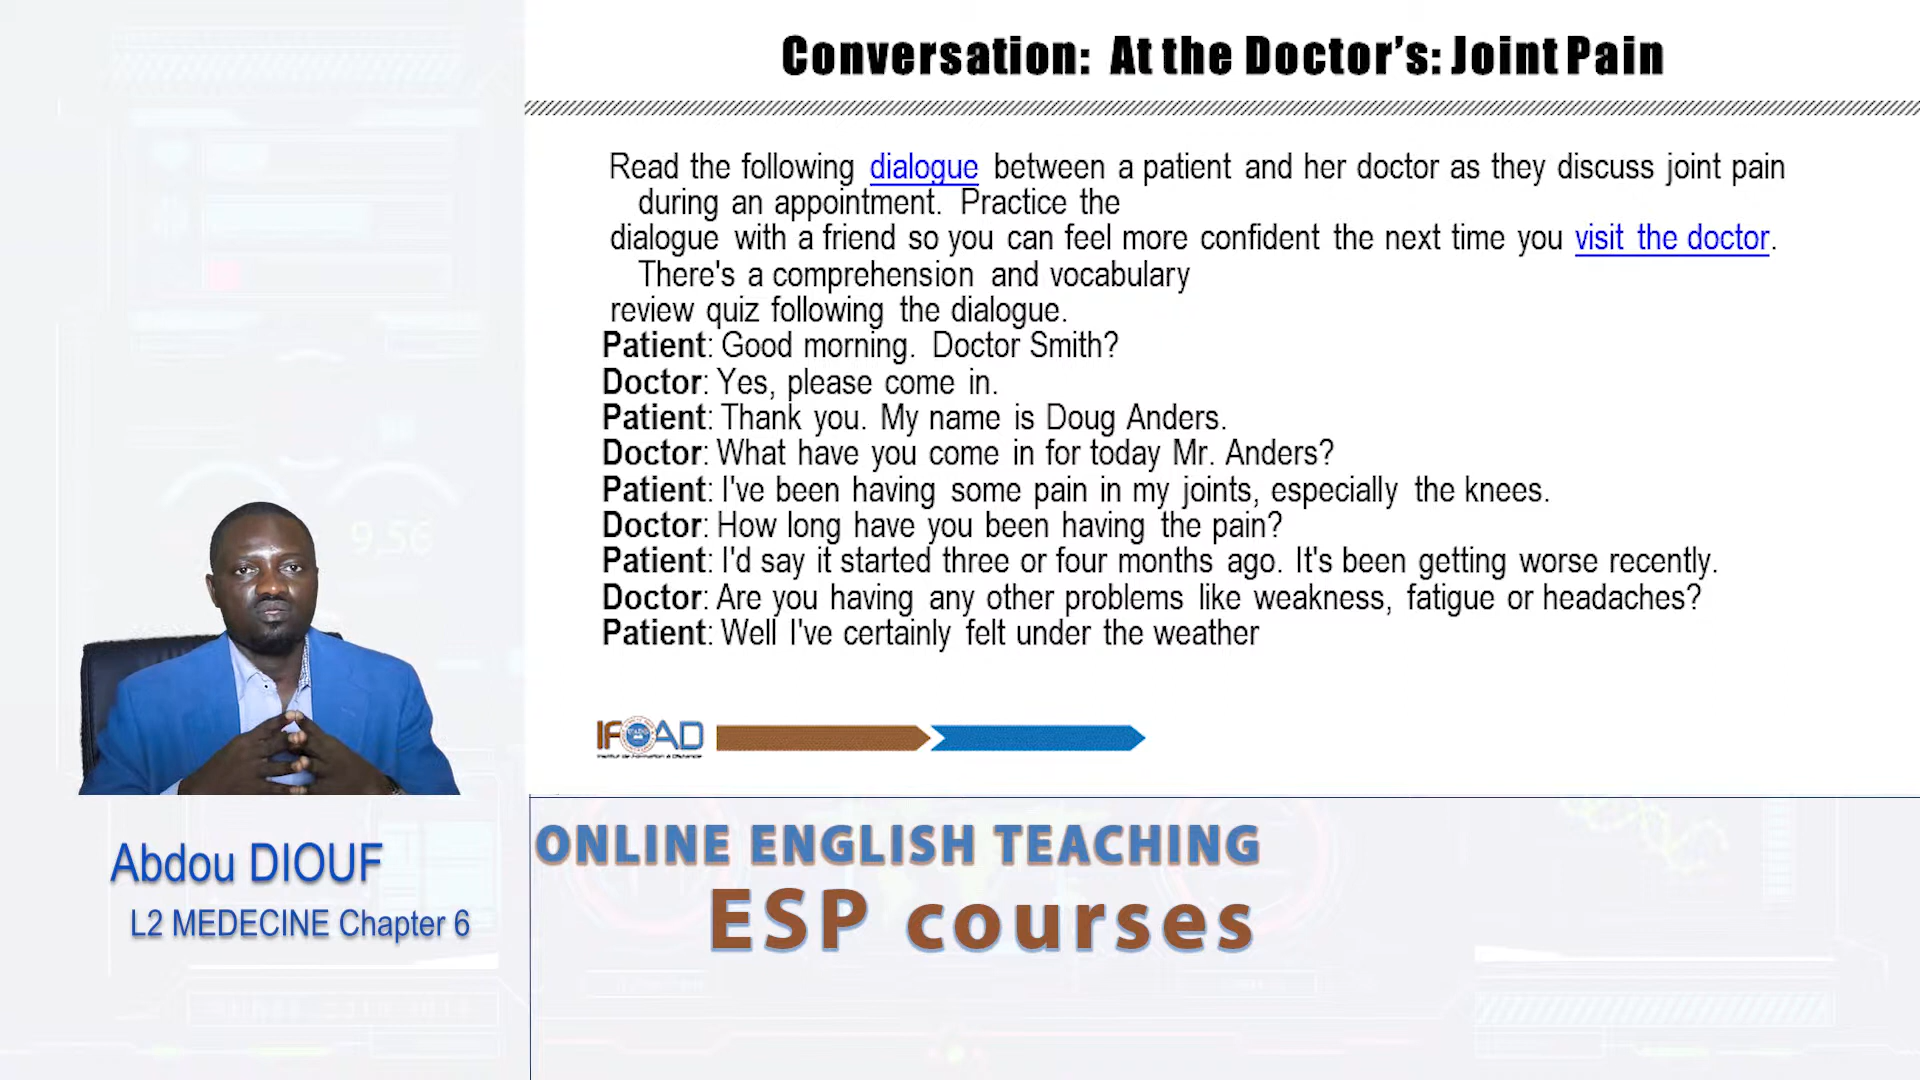 Conversation: At the Doctor's: Joint Pain
Read the following dialogue between a patient and her doctor as they discuss joint pain
during an appointment. Practice the
dialogue with a friend so you can feel more confident the next time you visit the doctor.
There's a comprehension and vocabulary
review quiz following the dialogue.
Patient: Good morning. Doctor Smith?
Doctor: Yes, please come in.
Patient: Thank you. My name is Doug Anders.
Doctor: What have you come in for today Mr. Anders?
Patient: I've been having some pain in my joints, especially the knees.
Doctor: How long have you been having the pain?
Patient: I'd say it started three or four months ago. It's been getting worse recently.
Doctor: Are you having any other problems like weakness, fatigue or headaches?
Patient: Well I've certainly felt under the weather
9.56
IFOAD
Institut de Formation à Distance
Abdou DIOUF
L2 MEDECINE Chapter 6
ONLINE ENGLISH TEACHING
ESP courses